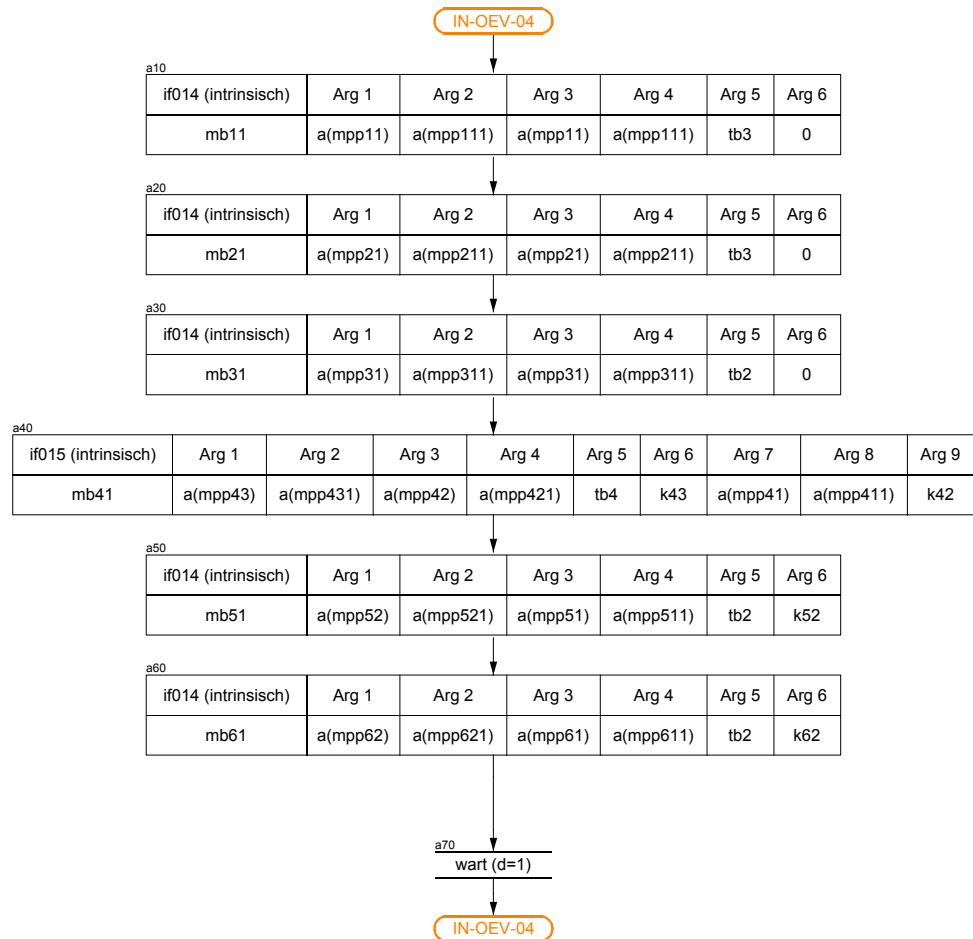 IN-OEV-04
a10
if014 (intrinsisch) Arg 1 Arg 2 Arg 3 Arg 4 Arg 5 Arg 6
mb11 a(mpp11) a(mpp111) a(mpp11) a(mpp111) tb3 0
a20
if014 (intrinsisch) Arg 1 Arg 2 Arg 3 Arg 4 Arg 5 Arg 6
mb21 a(mpp21) a(mpp211) a(mpp21) a(mpp211) tb3 0
a30
if014 (intrinsisch) Arg 1 Arg 2 Arg 3 Arg 4 Arg 5 Arg 6
mb31 a(mpp31) a(mpp311) a(mpp31) a(mpp311) tb2 0
a40
if015 (intrinsisch) Arg 1 Arg 2 Arg 3 Arg 4 Arg 5 Arg 6 Arg 7 Arg 8 Arg 9
mb41 a(mpp43) a(mpp431) a(mpp42) a(mpp421) tb4 k43 a(mpp41) a(mpp411) k42
a50
if014 (intrinsisch) Arg 1 Arg 2 Arg 3 Arg 4 Arg 5 Arg 6
mb51 a(mpp52) a(mpp521) a(mpp51) a(mpp511) tb2 k52
a60
if014 (intrinsisch) Arg 1 Arg 2 Arg 3 Arg 4 Arg 5 Arg 6
mb61 a(mpp62) a(mpp621) a(mpp61) a(mpp611) tb2 k62
a70
wart (d=1)
IN-OEV-04